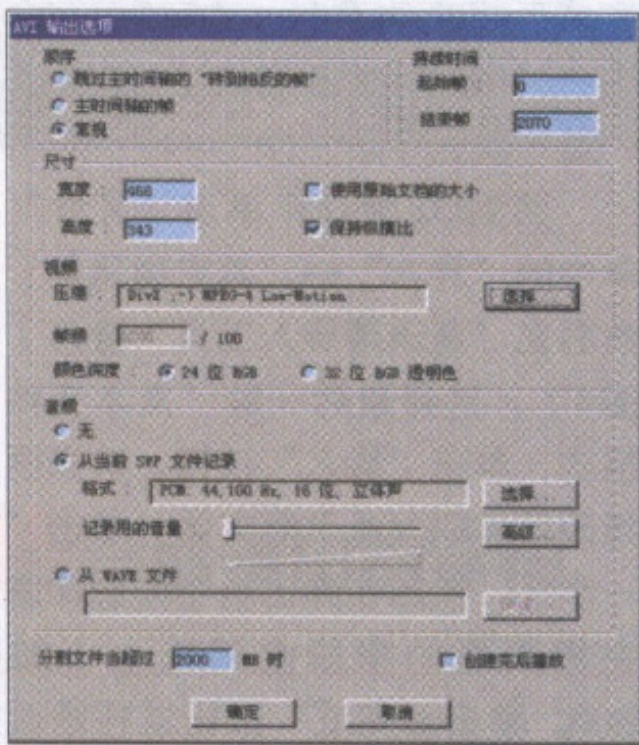 AVI 输出选项
顺序
跳过主时间轴的 "转到相反的帧"
主时间轴的帧
常规
持续时间
起始帧: 0
结束帧: 2070
尺寸
宽度: 
使用原始文档的大小
高度: 343
保持纵横比
视频
压缩: DivX ;-) MPEG-4 Low-Motion
选择...
帧频: / 100
颜色深度: 24 位 RGB
32 位 RGB 透明色
音频
无
从当前 SWF 文件记录
格式: PCM. 44,100 Hz, 16 位, 立体声
选择...
记录用的音量
高级...
从 WAVE 文件
分割文件当超过 2000 MB 时
创建完后播放
确定
取消